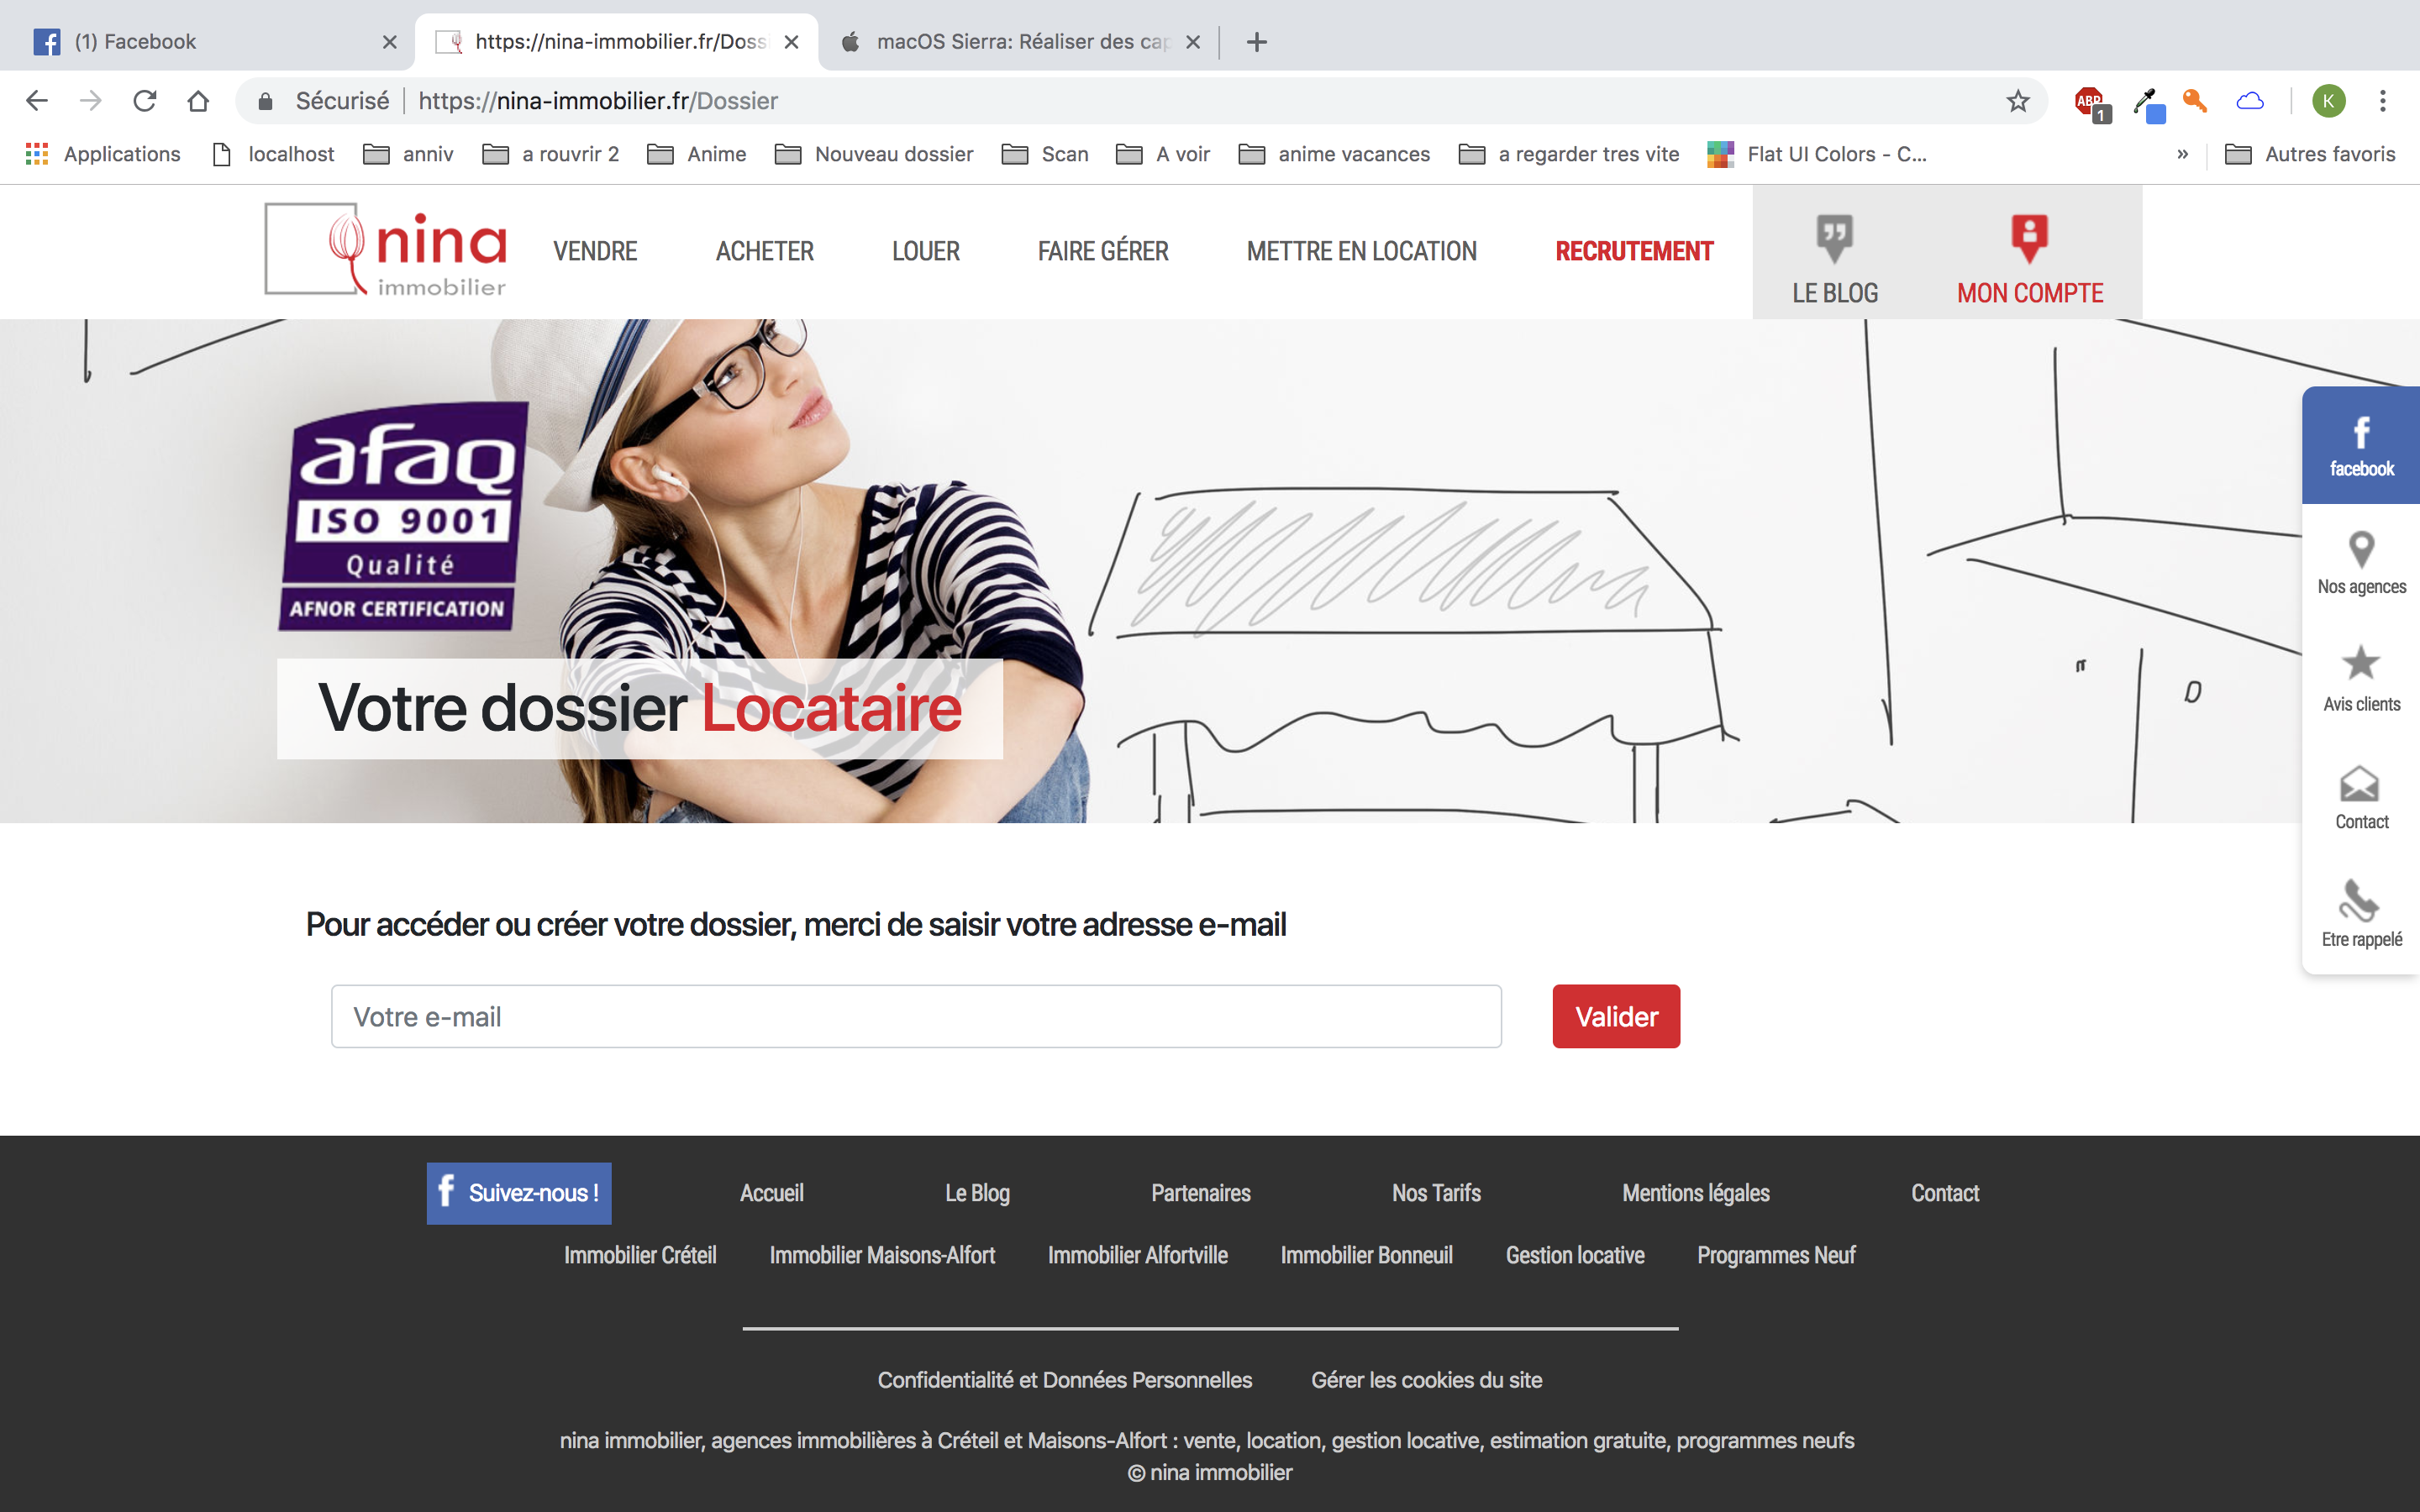 (1) Facebook
https://nina-immobilier.fr/Doss
macOS Sierra: Réaliser des cap
Sécurisé
https://nina-immobilier.fr/Dossier
ABP
1
K
Applications
localhost
anniv
a rouvrir 2
Anime
Nouveau dossier
Scan
A voir
anime vacances
a regarder tres vite
Flat UI Colors - C...
»
Autres favoris
nina
immobilier
VENDRE
ACHETER
LOUER
FAIRE GÉRER
METTRE EN LOCATION
RECRUTEMENT
LE BLOG
MON COMPTE
afaq
ISO 9001
Qualité
AFNOR CERTIFICATION
Votre dossier Locataire
facebook
Nos agences
Avis clients
Contact
Etre rappelé
Pour accéder ou créer votre dossier, merci de saisir votre adresse e-mail
Votre e-mail
Valider
Suivez-nous !
Accueil
Le Blog
Partenaires
Nos Tarifs
Mentions légales
Contact
Immobilier Créteil
Immobilier Maisons-Alfort
Immobilier Alfortville
Immobilier Bonneuil
Gestion locative
Programmes Neuf
Confidentialité et Données Personnelles
Gérer les cookies du site
nina immobilier, agences immobilières à Créteil et Maisons-Alfort : vente, location, gestion locative, estimation gratuite, programmes neufs
© nina immobilier